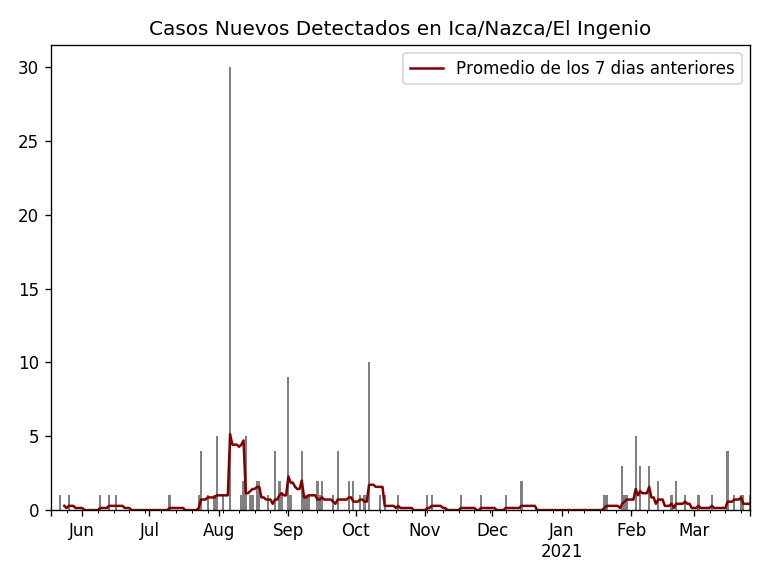 Casos Nuevos Detectados en Ica/Nazca/El Ingenio
Promedio de los 7 dias anteriores
30
25
20
15
10
5
0
Jun Jul Aug Sep Oct Nov Dec Jan Feb Mar
2021